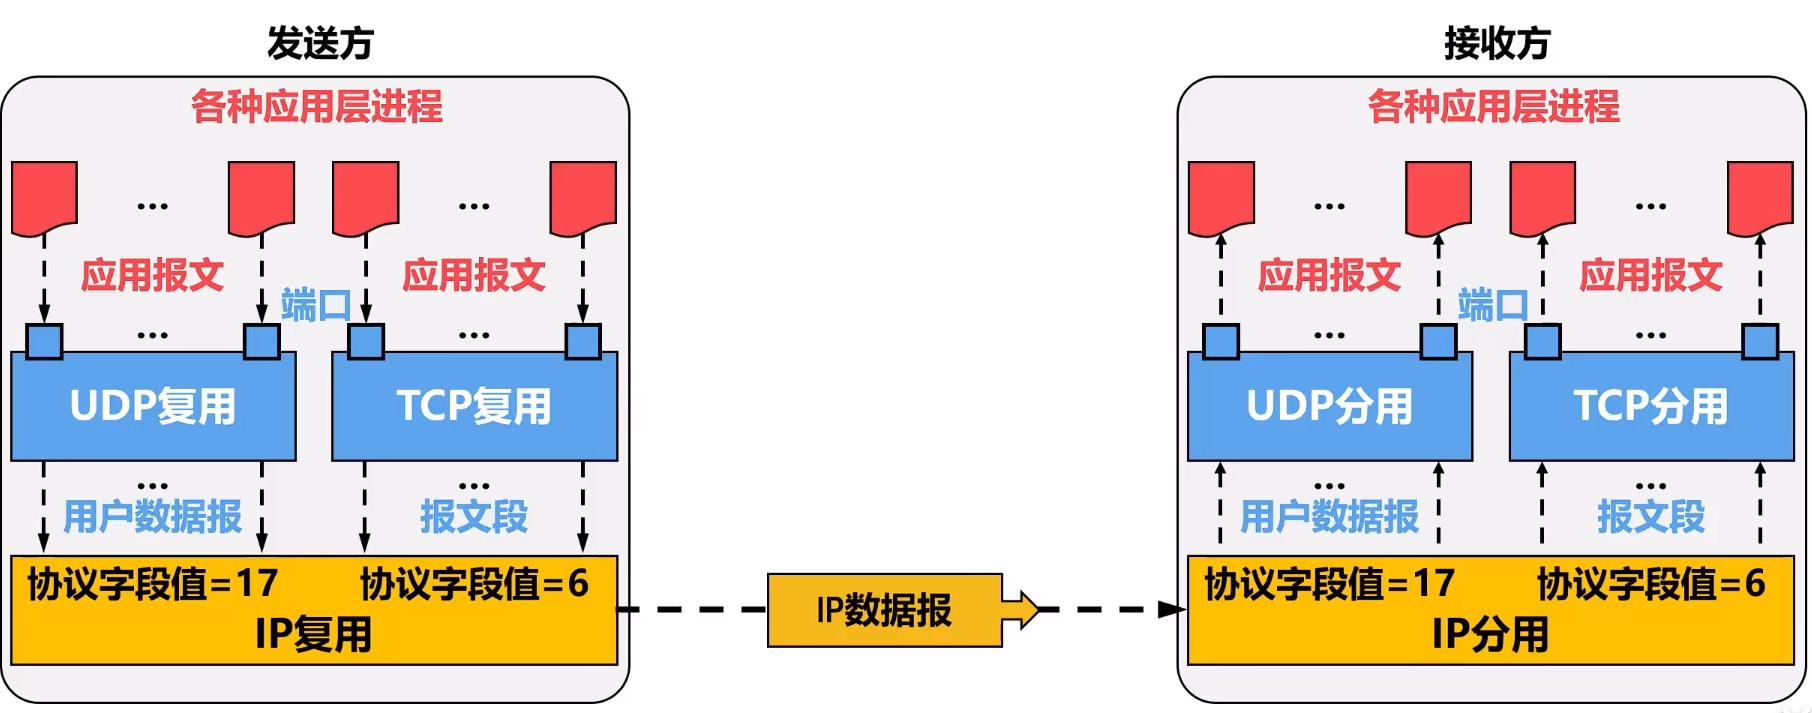 发送方
接收方
各种应用层进程
各种应用层进程
... ...
... ...
应用报文 应用报文
应用报文 应用报文
端口
端口
... ...
... ...
UDP复用 TCP复用
UDP分用 TCP分用
... ...
... ...
用户数据报 报文段
用户数据报 报文段
协议字段值=17 协议字段值=6
IP复用
IP数据报
协议字段值=17 协议字段值=6
IP分用